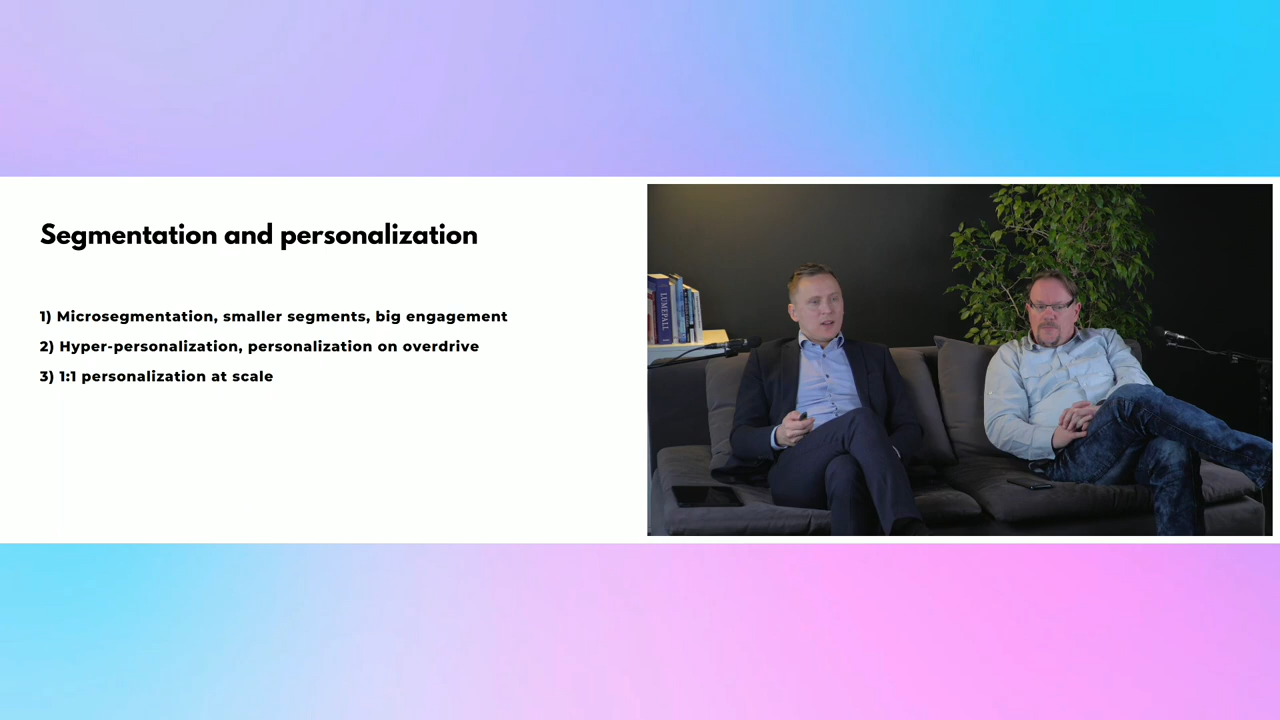 Segmentation and personalization
1) Microsegmentation, smaller segments, big engagement
2) Hyper-personalization, personalization on overdrive
3) 1:1 personalization at scale
LUMEPALL